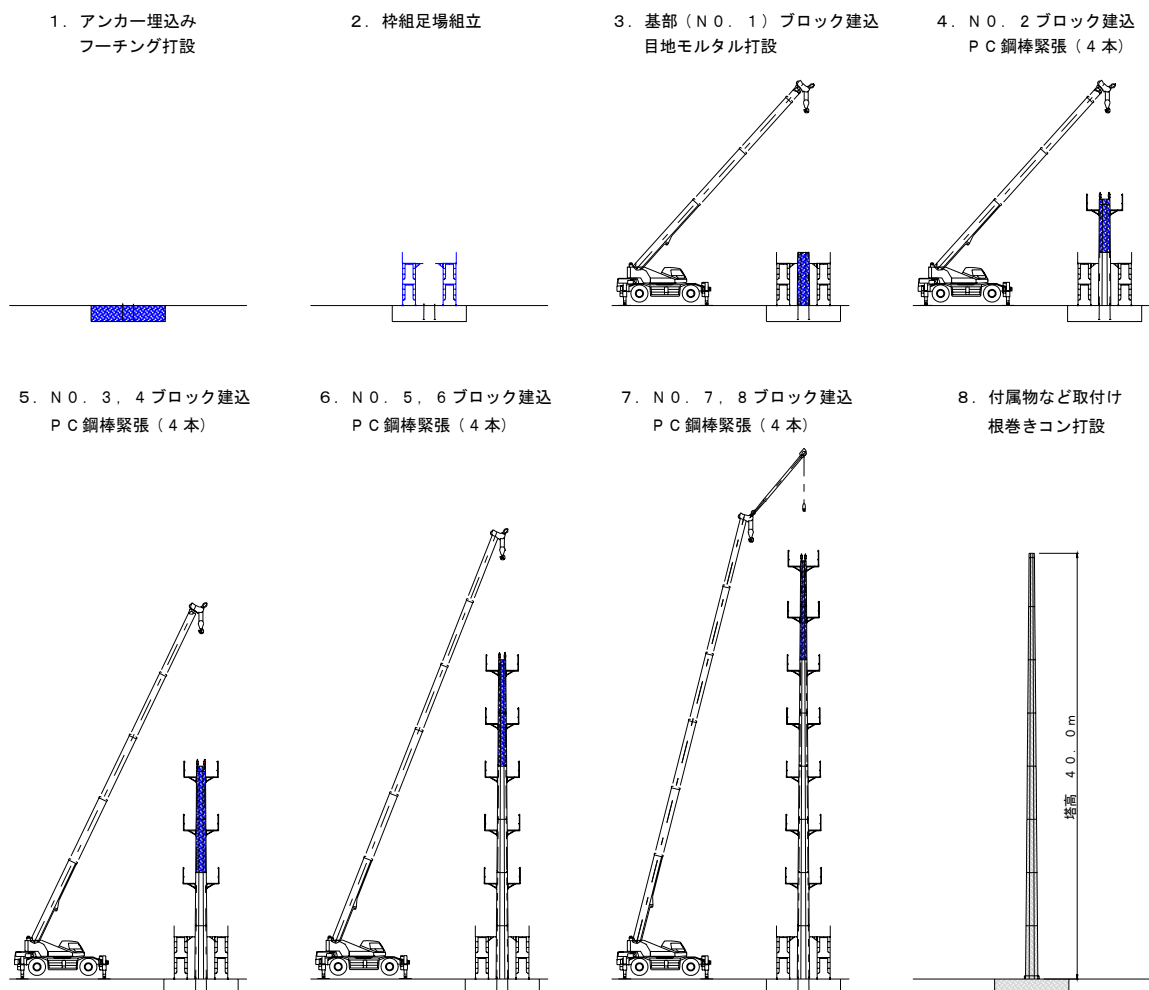 １．アンカー埋込み
フーチング打設
２．枠組足場組立
３．基部（ＮＯ．１）ブロック建込
目地モルタル打設
４．ＮＯ．２ブロック建込
ＰＣ鋼棒緊張（４本）
５．ＮＯ．３，４ブロック建込
ＰＣ鋼棒緊張（４本）
６．ＮＯ．５，６ブロック建込
ＰＣ鋼棒緊張（４本）
７．ＮＯ．７，８ブロック建込
ＰＣ鋼棒緊張（４本）
８．付属物など取付け
根巻きコン打設
塔高 ４０．０ｍ